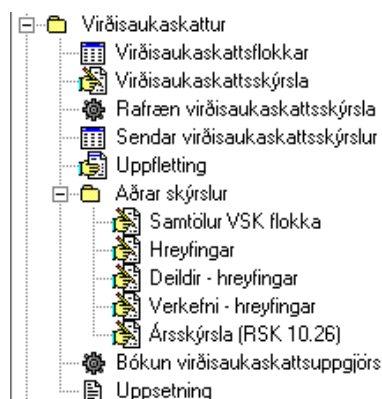 Virðisaukaskattur
Virðisaukaskattsflokkar
Virðisaukaskattsskýrsla
Rafræn virðisaukaskattsskýrsla
Sendar virðisaukaskattsskýrslur
Uppfletting
Aðrar skýrslur
Samtölur VSK flokka
Hreyfingar
Deildir - hreyfingar
Verkefni - hreyfingar
Ársskýrsla (RSK 10.26)
Bókun virðisaukaskattsuppgjörs
Uppsetning